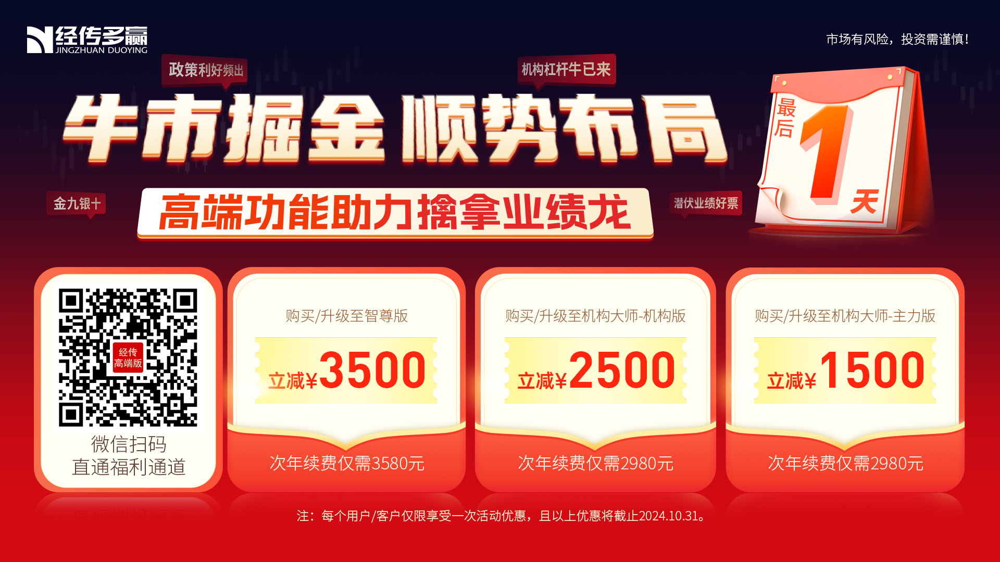 经传多赢
JINGZHUAN DUOYING
市场有风险，投资需谨慎！
政策利好频出
机构杠杆牛已来
牛市掘金 顺势布局
最后
1
天
金九银十
高端功能助力擒拿业绩龙
潜伏业绩好票
经传
高端版
微信扫码
直通福利通道
购买/升级至智尊版
立减¥3500
次年续费仅需3580元
购买/升级至机构大师-机构版
立减¥2500
次年续费仅需2980元
购买/升级至机构大师-主力版
立减¥1500
次年续费仅需2980元
注：每个用户/客户仅限享受一次活动优惠，且以上优惠将截止2024.10.31。